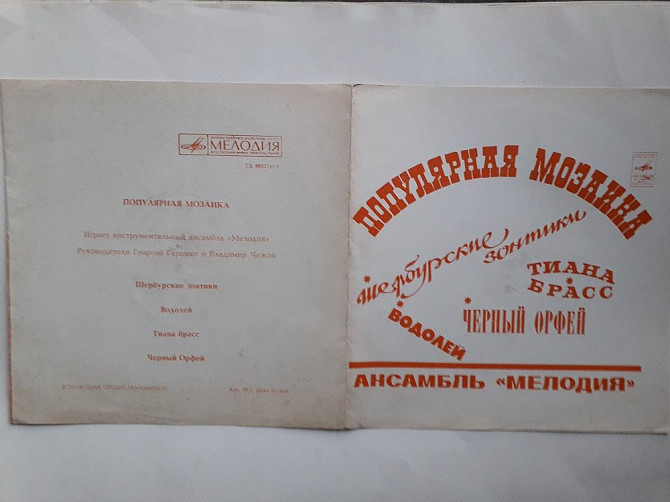 МЕЛОДИЯ
ПОПУЛЯРНАЯ МОЗАИКА
Играет инструментальный ансамбль «Мелодия»
Руководители Георгий Гаранян и Владимир Чижик
Шербурские зонтики
Водолей
Тиана брасс
Черный Орфей
ПОПУЛЯРНАЯ МОЗАИКА
Шербурские
зонтики
ТИАНА
БРАСС
ЧЕРНЫЙ ОРФЕЙ
ВОДОЛЕЙ
АНСАМБЛЬ «МЕЛОДИЯ»